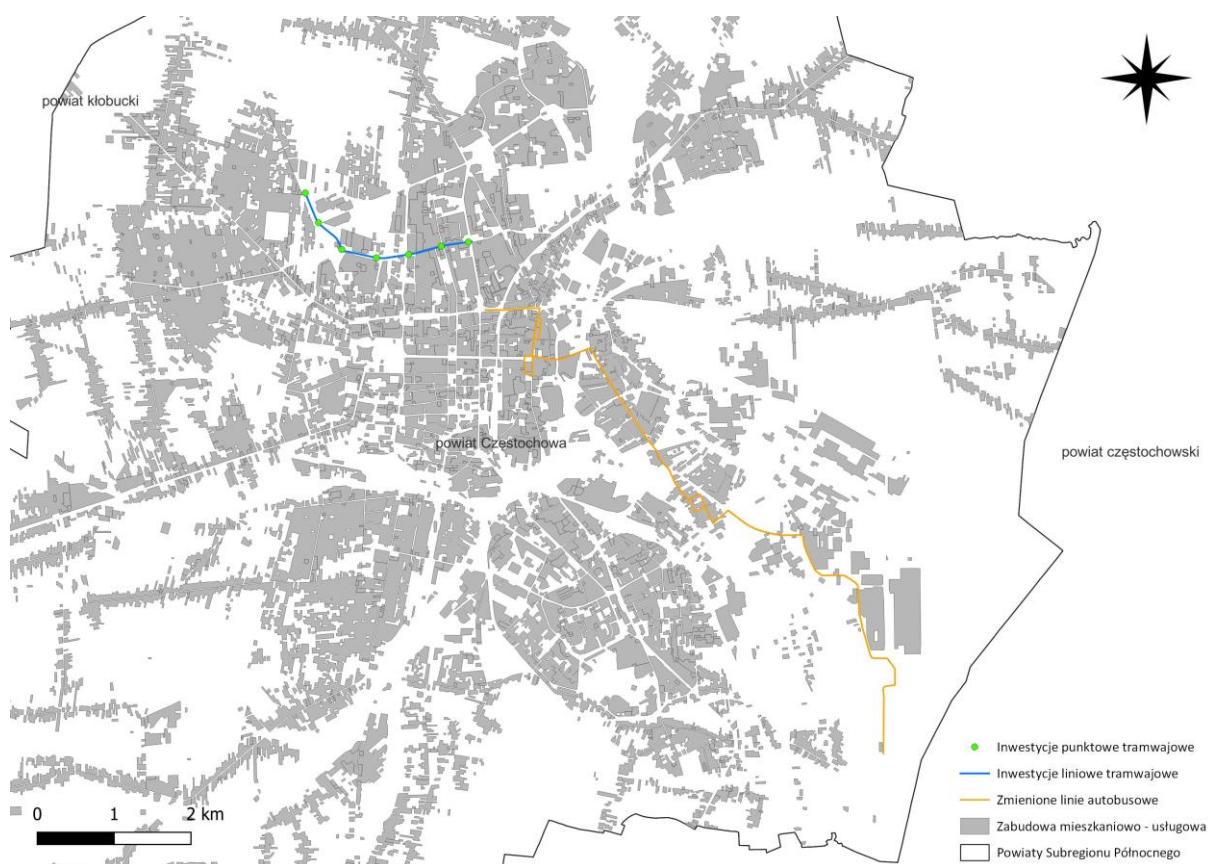 powiat kłobucki
powiat Czestochowa
powiat częstochowski
Inwestycje punktowe tramwajowe
Inwestycje liniowe tramwajowe
Zmienione linie autobusowe
Zabudowa mieszkaniowo - usługowa
Powiaty Subregionu Północnego
0 1 2 km